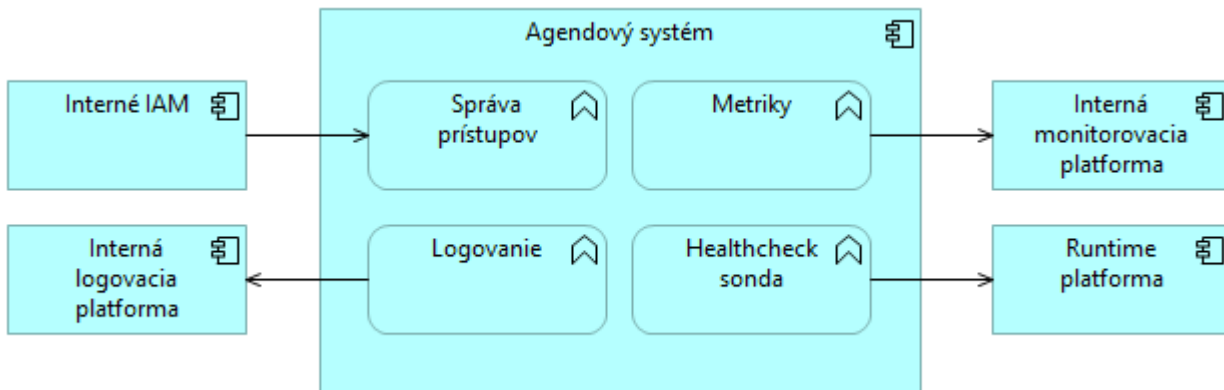 Agendový systém
Interné IAM
Správa
prístupov
Metriky
Interná
monitorovacia
platforma
Interná
logovacia
platforma
Logovanie
Healthcheck
sonda
Runtime
platforma